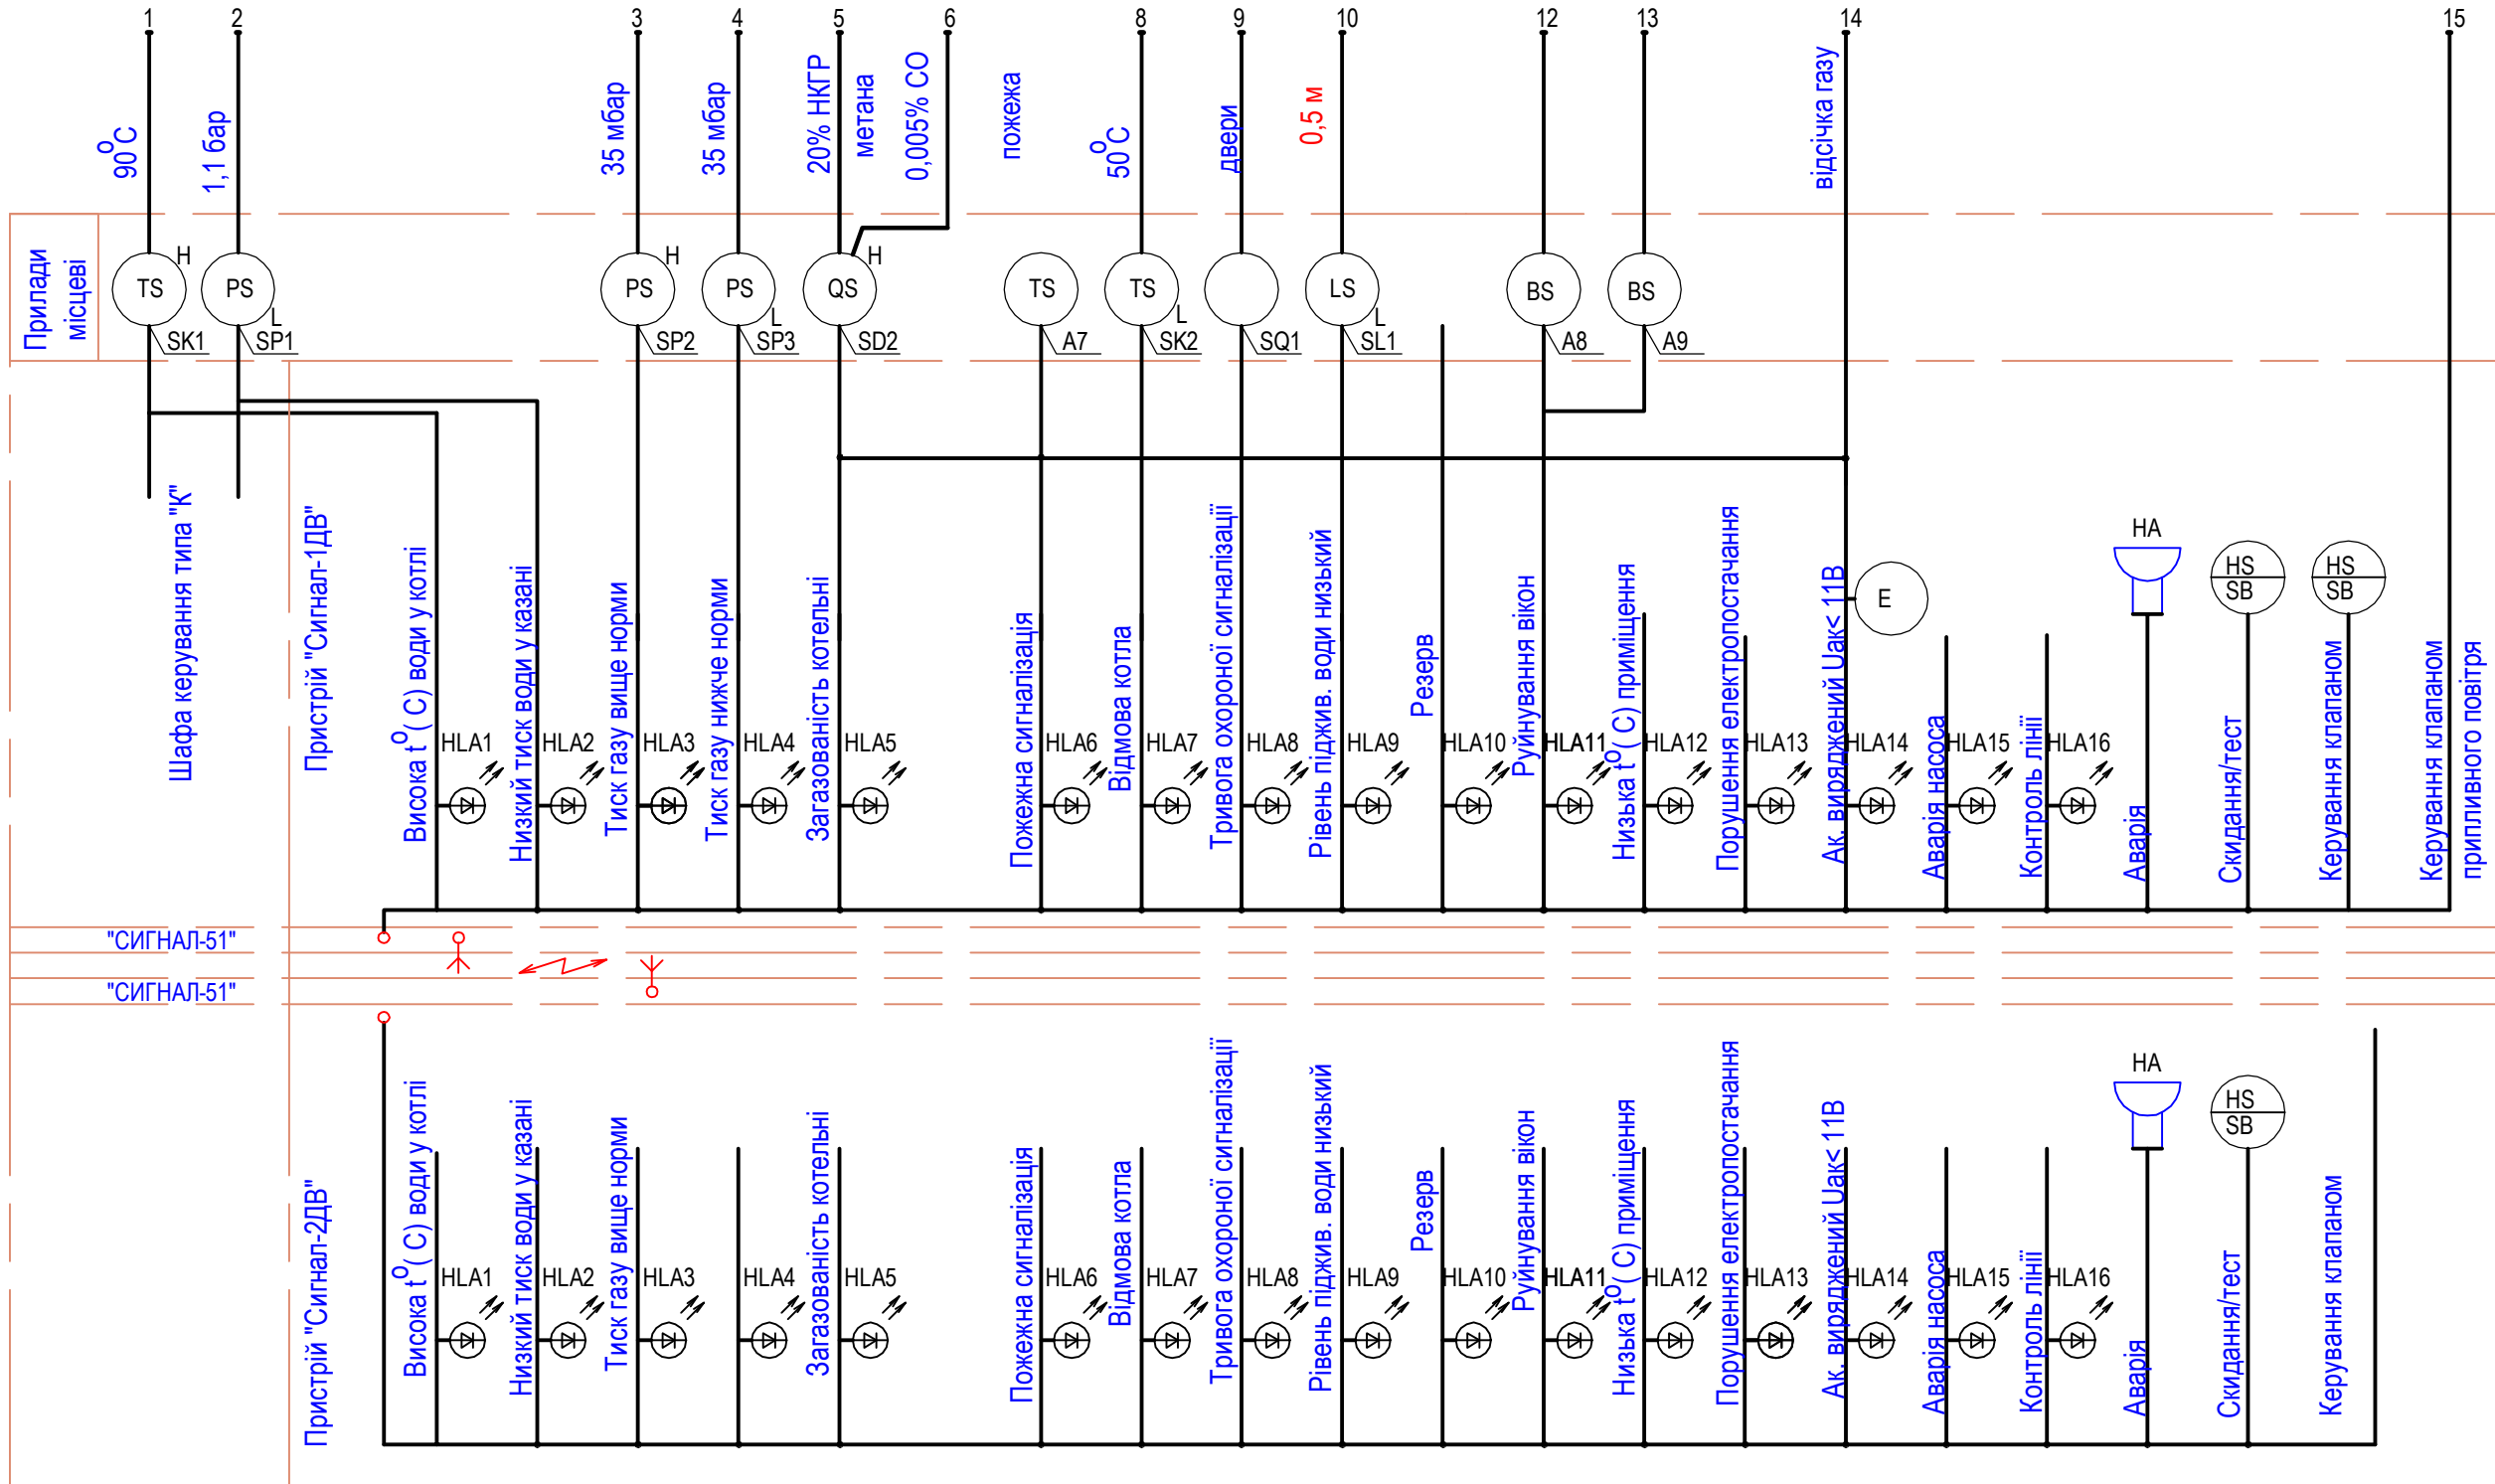 1
2
3
4
5
6
8
9
10
12
13
14
15
90 °C
1,1 бар
35 мбар
35 мбар
20% НКГР
метана
0,005% CO
пожежа
50 °C
двери
0,5 м
відсічка газу
Прилади
місцеві
TS
H
SK1
PS
L
SP1
PS
H
SP2
PS
L
SP3
QS
H
SD2
TS
A7
TS
L
SK2
SQ1
LS
L
SL1
BS
A8
BS
A9
Шафа керування типа "К"
Пристрій "Сигнал-1ДВ"
Висока t°( C) води у котлі
HLA1
Низкий тиск води у казані
HLA2
Тиск газу вище норми
HLA3
Тиск газу нижче норми
HLA4
Загазованість котельні
HLA5
Пожежна сигналізація
HLA6
Відмова котла
HLA7
Тривога охороної сигналізації
HLA8
Рівень піджив. води низький
HLA9
Резерв
HLA10
Руйнування вікон
HLA11
Низька t°( C) приміщення
HLA12
Порушення електропостачання
HLA13
Ак. виряджений Uак< 11В
HLA14
E
Аварія насоса
HLA15
Контроль лінії
HLA16
Аварія
HA
Скидання/тест
HS
SB
Керування клапаном
HS
SB
Керування клапаном
припливного повітря
"СИГНАЛ-51"
"СИГНАЛ-51"
Пристрій "Сигнал-2ДВ"
Висока t°( C) води у котлі
HLA1
Низкий тиск води у казані
HLA2
Тиск газу вище норми
HLA3
HLA4
Загазованість котельні
HLA5
Пожежна сигналізація
HLA6
Відмова котла
HLA7
Тривога охороної сигналізації
HLA8
Рівень піджив. води низький
HLA9
Резерв
HLA10
Руйнування вікон
HLA11
Низька t°( C) приміщення
HLA12
Порушення електропостачання
HLA13
Ак. виряджений Uак< 11В
HLA14
Аварія насоса
HLA15
Контроль лінії
HLA16
Аварія
HA
Скидання/тест
HS
SB
Керування клапаном